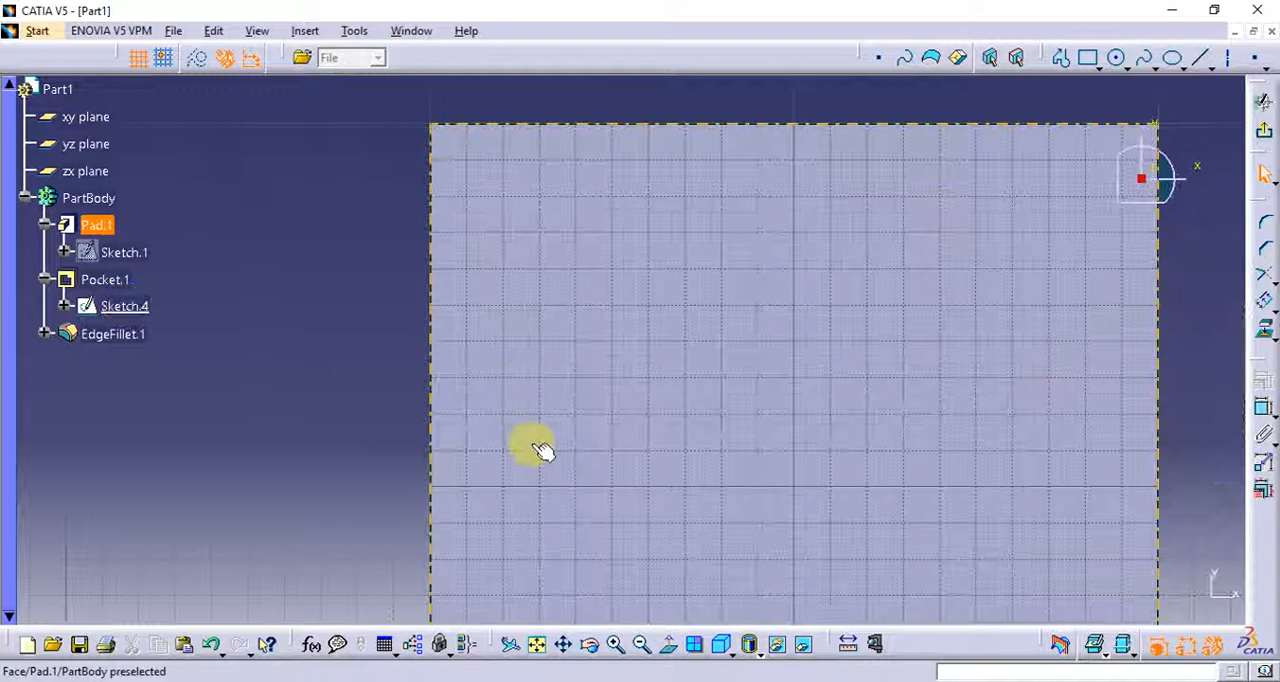 CATIA V5 - [Part1]
Start ENOVIA V5 VPM File Edit View Insert Tools Window Help
File
Part1
xy plane
yz plane
zx plane
PartBody
Pad.1
Sketch.1
Pocket.1
Sketch.4
EdgeFillet.1
x
Y
x
f(x)
CATIA
Face/Pad.1/PartBody preselected